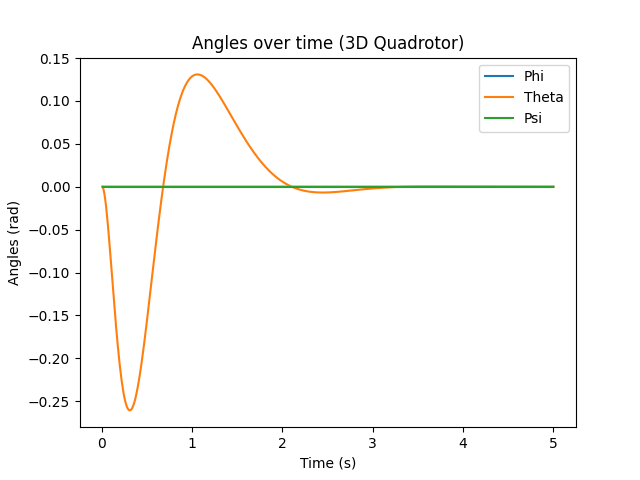 Angles over time (3D Quadrotor)
Phi
Theta
Psi
Angles (rad)
0.15
0.10
0.05
0.00
−0.05
−0.10
−0.15
−0.20
−0.25
0 1 2 3 4 5
Time (s)